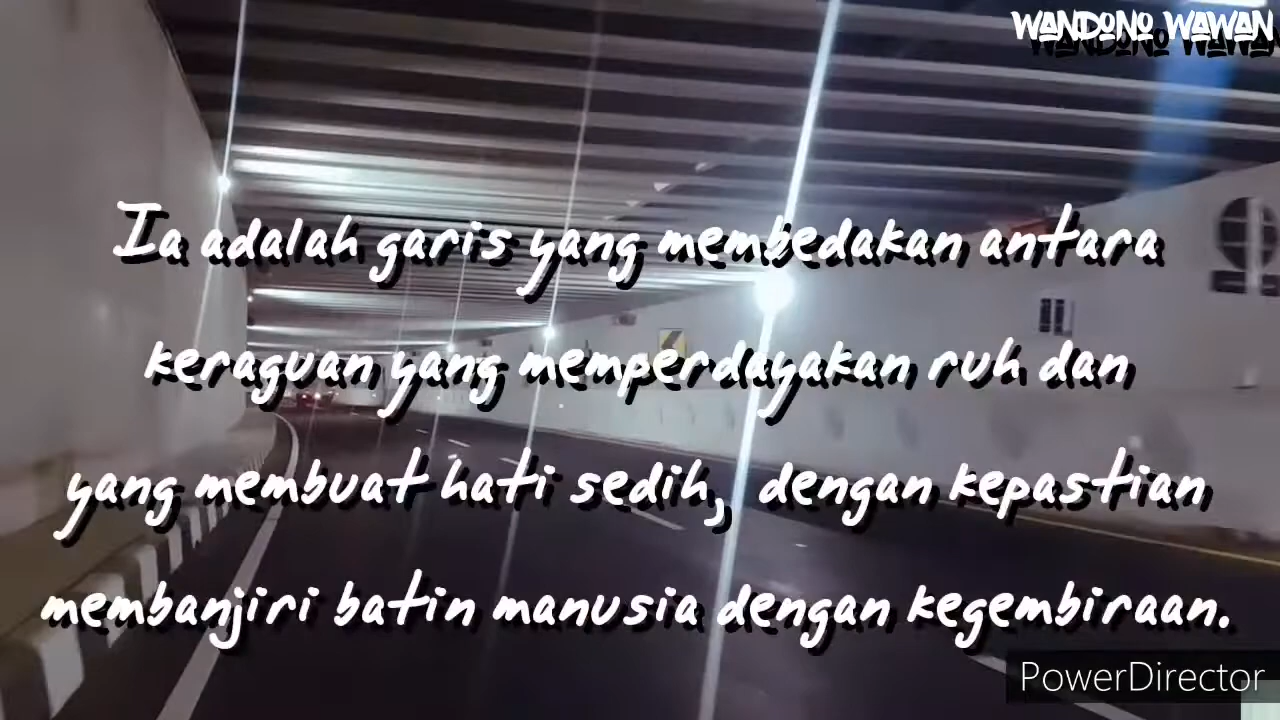 WANDONO WAWAN
Ia adalah garis yang membedakan antara
keraguan yang memperdayakan ruh dan
yang membuat hati sedih, dengan kepastian
membanjiri batin manusia dengan kegembiraan.
PowerDirector